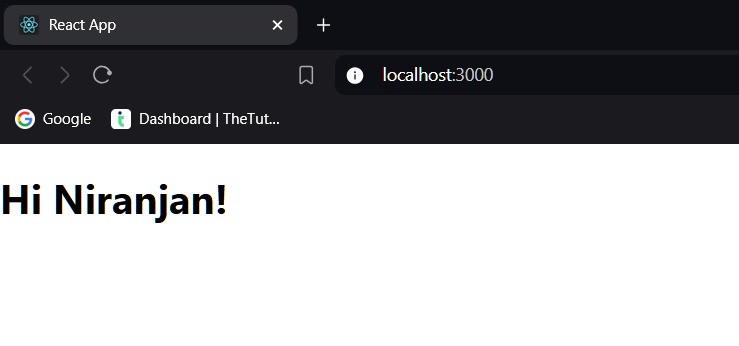 React App
localhost:3000
Google
Dashboard | TheTut...
Hi Niranjan!